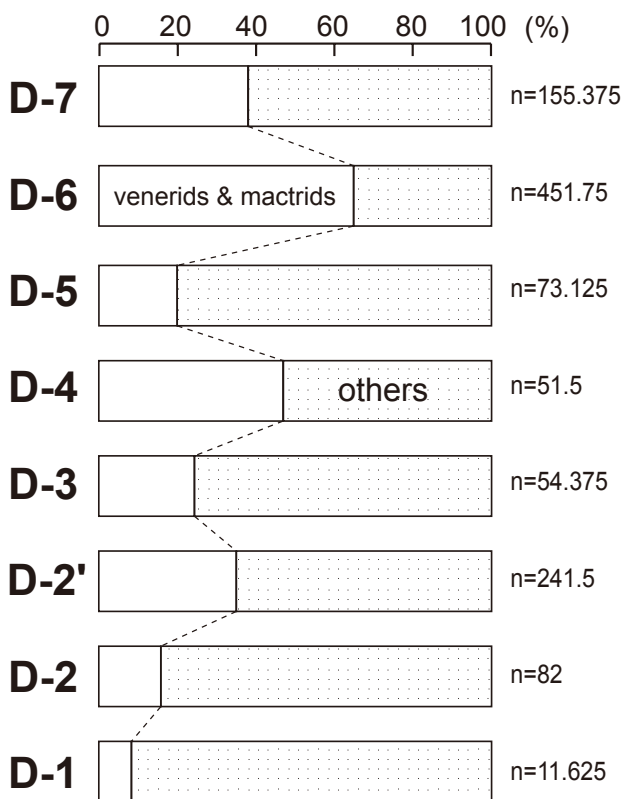 0 20 40 60 80 100 (%)
D-7 n=155.375
D-6 venerids & mactrids n=451.75
D-5 n=73.125
D-4 others n=51.5
D-3 n=54.375
D-2' n=241.5
D-2 n=82
D-1 n=11.625